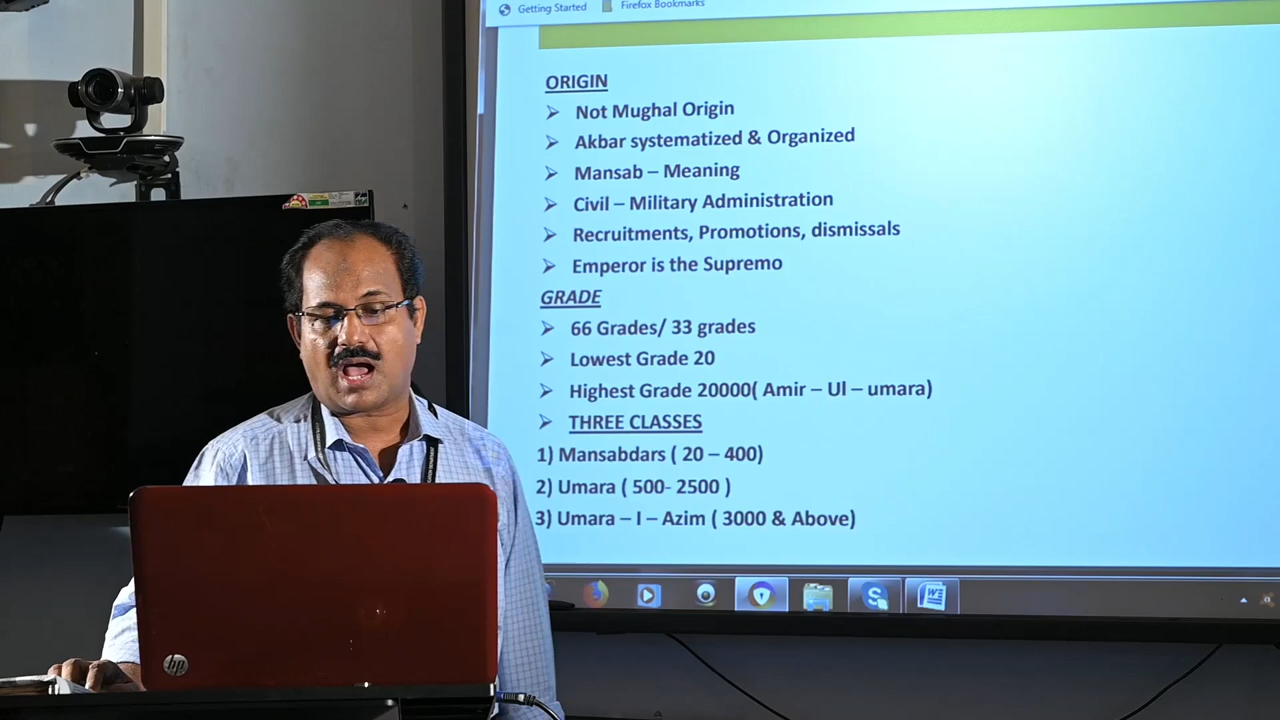 Getting Started
Firefox Bookmarks
ORIGIN
Not Mughal Origin
Akbar systematized & Organized
Mansab – Meaning
Civil – Military Administration
Recruitments, Promotions, dismissals
Emperor is the Supremo
GRADE
66 Grades/ 33 grades
Lowest Grade 20
Highest Grade 20000( Amir – Ul – umara)
THREE CLASSES
1) Mansabdars ( 20 – 400)
2) Umara ( 500- 2500 )
3) Umara – I – Azim ( 3000 & Above)
hp